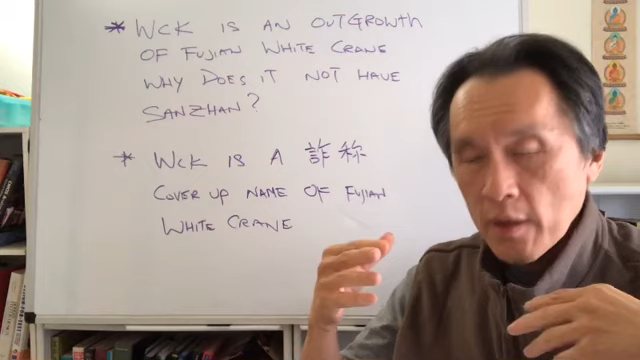 * WCK IS AN OUTGROWTH
OF FUJIAN WHITE CRANE
WHY DOES IT NOT HAVE
SANZHAN?
* WCK IS A 詐称
COVER UP NAME OF FUJIAN
WHITE CRANE